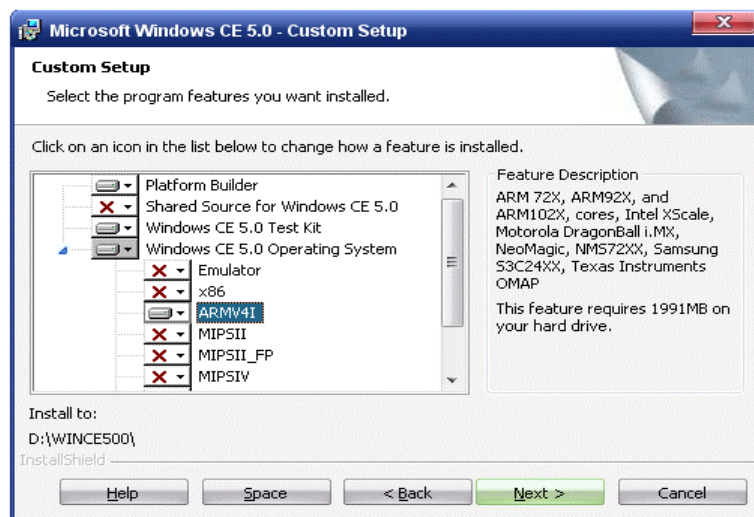 Microsoft Windows CE 5.0 - Custom Setup
Custom Setup
Select the program features you want installed.
Click on an icon in the list below to change how a feature is installed.
Platform Builder
Shared Source for Windows CE 5.0
Windows CE 5.0 Test Kit
Windows CE 5.0 Operating System
Emulator
x86
ARMV4I
MIPSII
MIPSII_FP
MIPSIV
Feature Description
ARM 72X, ARM92X, and
ARM102X, cores, Intel XScale,
Motorola DragonBall i.MX,
NeoMagic, NMS72XX, Samsung
S3C24XX, Texas Instruments
OMAP
This feature requires 1991MB on
your hard drive.
Install to:
D:\WINCE500\
InstallShield
Help
Space
< Back
Next >
Cancel